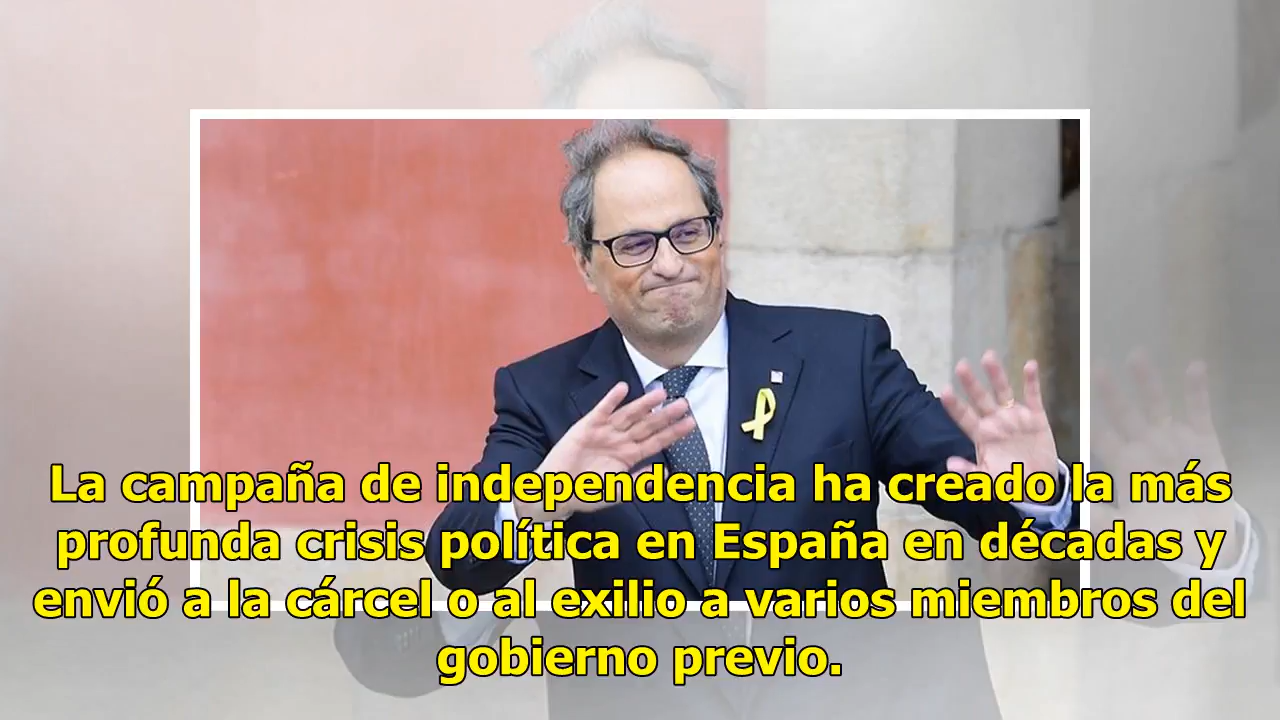 La campaña de independencia ha creado la más
profunda crisis política en España en décadas y
envió a la cárcel o al exilio a varios miembros del
gobierno previo.